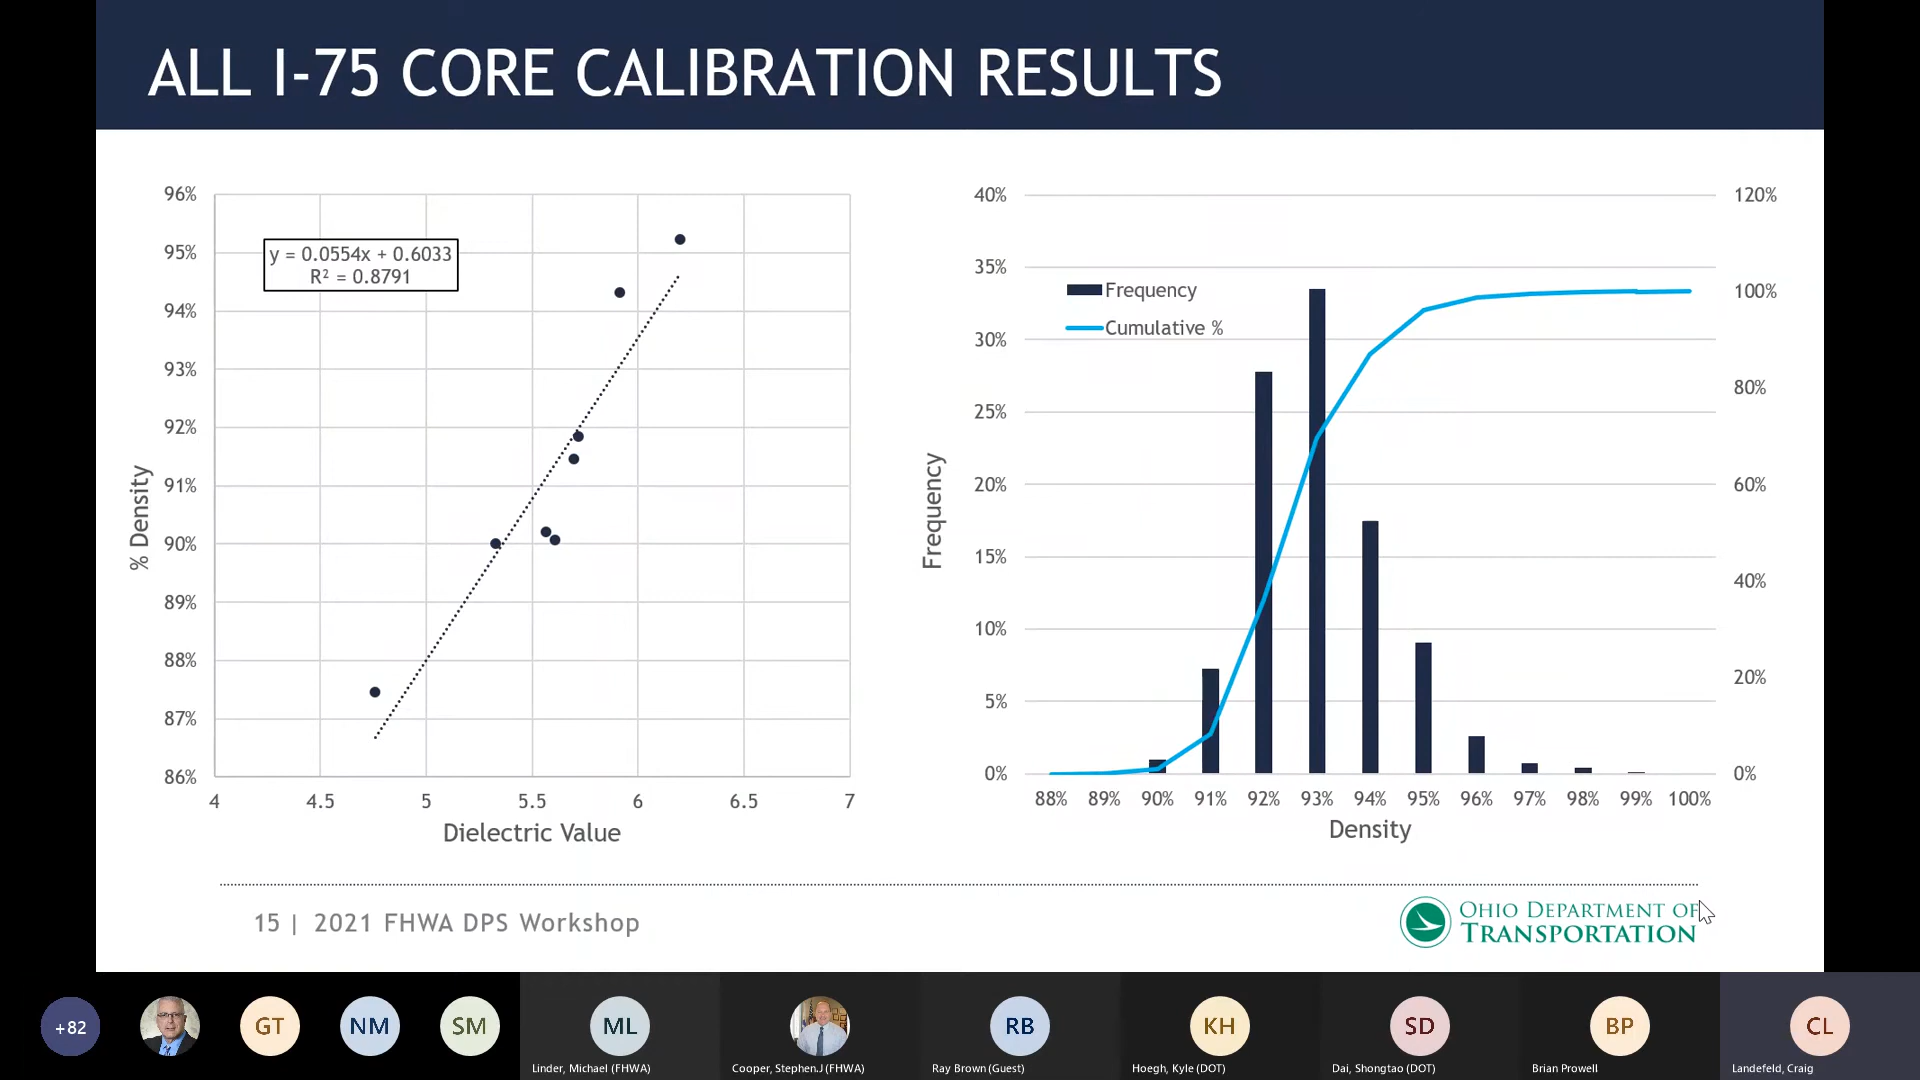 ALL I-75 CORE CALIBRATION RESULTS
96%
95%
94%
93%
92%
91%
90%
89%
88%
87%
86%
% Density
y = 0.0554x + 0.6033
R² = 0.8791
4 4.5 5 5.5 6 6.5 7
Dielectric Value
40%
35%
30%
25%
20%
15%
10%
5%
0%
Frequency
Frequency
Cumulative %
120%
100%
80%
60%
40%
20%
0%
88% 89% 90% 91% 92% 93% 94% 95% 96% 97% 98% 99% 100%
Density
15 | 2021 FHWA DPS Workshop
OHIO DEPARTMENT OF
TRANSPORTATION
+82 GT NM SM ML RB KH SD BP CL
Linder, Michael (FHWA) Cooper, Stephen.J (FHWA) Ray Brown (Guest) Hoegh, Kyle (DOT) Dai, Shongtao (DOT) Brian Prowell Landefeld, Craig